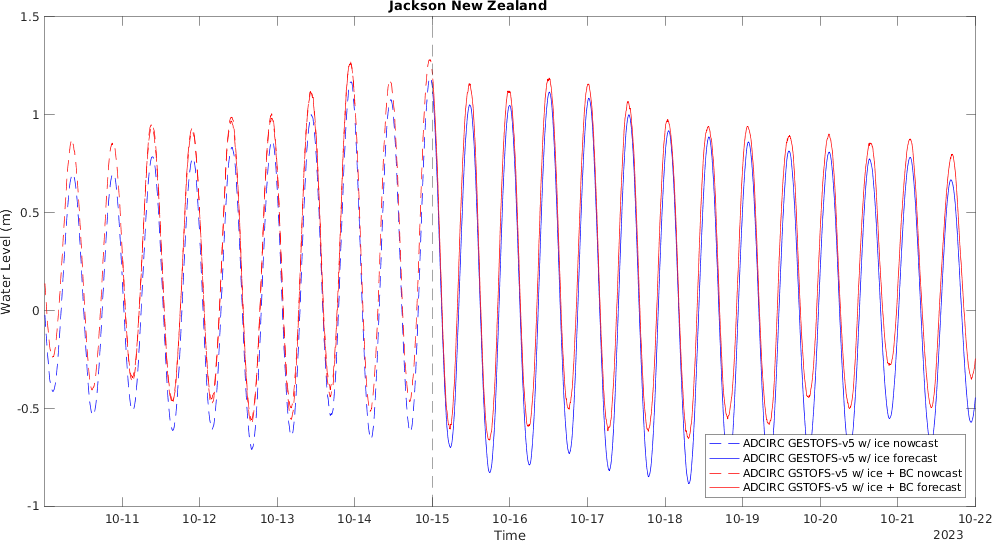 Jackson New Zealand
1.5
1
0.5
0
-0.5
-1
Water Level (m)
10-11 10-12 10-13 10-14 10-15 10-16 10-17 10-18 10-19 10-20 10-21 10-22
Time
2023
ADCIRC GESTOFS-v5 w/ ice nowcast
ADCIRC GESTOFS-v5 w/ ice forecast
ADCIRC GSTOFS-v5 w/ ice + BC nowcast
ADCIRC GSTOFS-v5 w/ ice + BC forecast